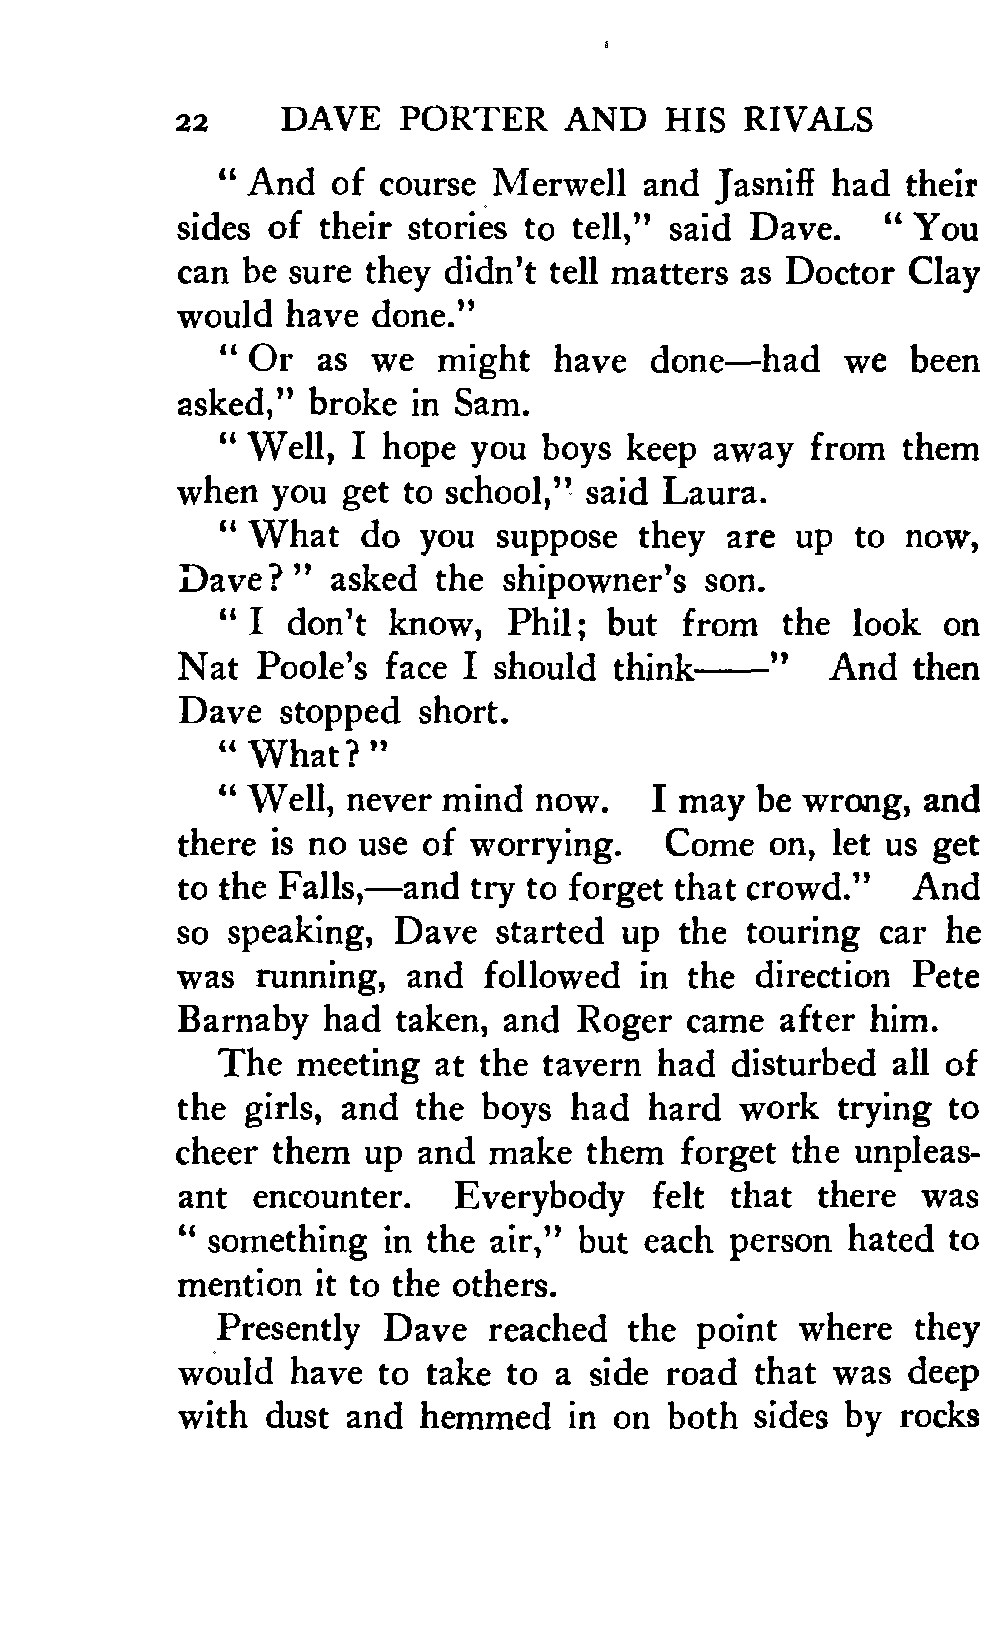 22 DAVE PORTER AND HIS RIVALS
“ And of course Merwell and Jasniff had their
sides of their stories to tell,” said Dave. “ You
can be sure they didn’t tell matters as Doctor Clay
would have done.”
“ Or as we might have done—had we been
asked,” broke in Sam.
“ Well, I hope you boys keep away from them
when you get to school,” said Laura.
“ What do you suppose they are up to now,
Dave? ” asked the shipowner’s son.
“ I don’t know, Phil; but from the look on
Nat Poole’s face I should think——” And then
Dave stopped short.
“ What? ”
“ Well, never mind now. I may be wrong, and
there is no use of worrying. Come on, let us get
to the Falls,—and try to forget that crowd.” And
so speaking, Dave started up the touring car he
was running, and followed in the direction Pete
Barnaby had taken, and Roger came after him.
The meeting at the tavern had disturbed all of
the girls, and the boys had hard work trying to
cheer them up and make them forget the unpleas-
ant encounter. Everybody felt that there was
“ something in the air,” but each person hated to
mention it to the others.
Presently Dave reached the point where they
would have to take to a side road that was deep
with dust and hemmed in on both sides by rocks